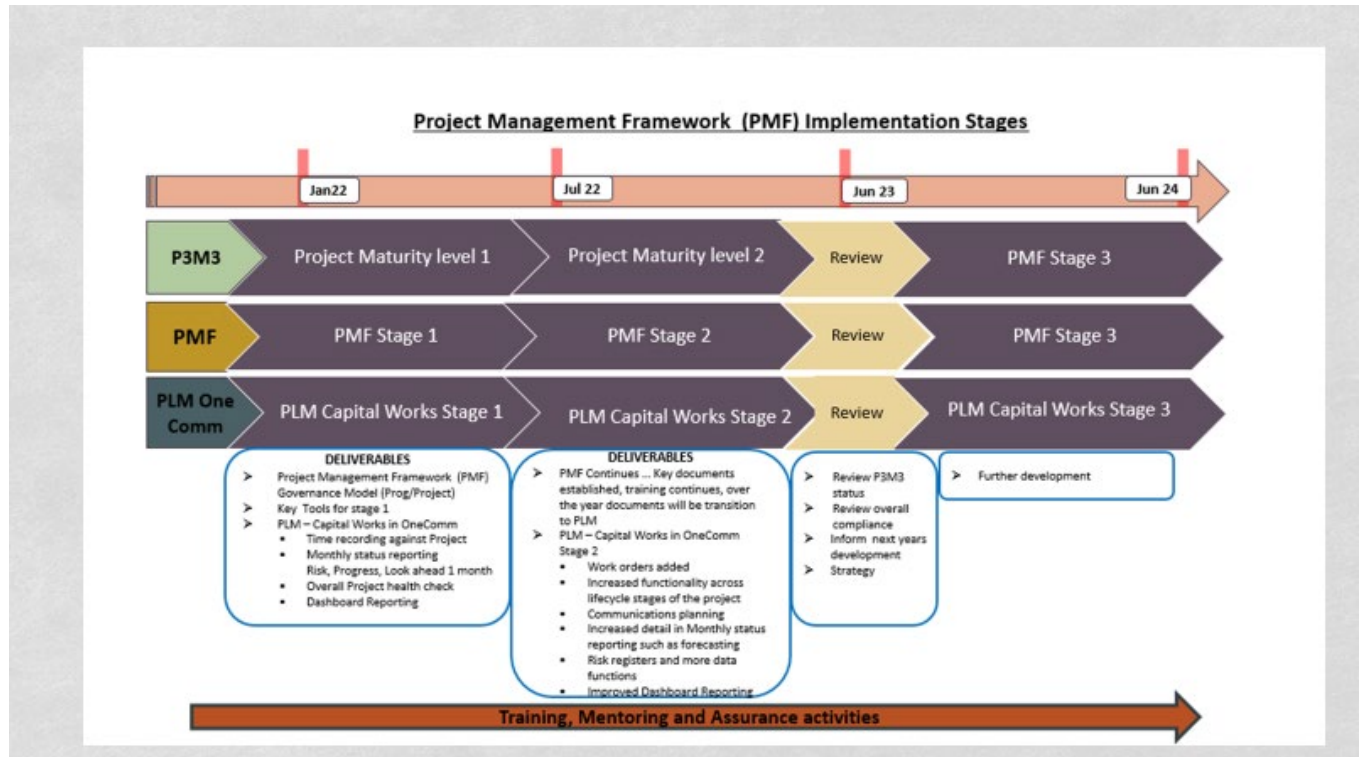 Project Management Framework (PMF) Implementation Stages
Jan22
Jul 22
Jun 23
Jun 24
P3M3
Project Maturity level 1
Project Maturity level 2
Review
PMF Stage 3
PMF
PMF Stage 1
PMF Stage 2
Review
PMF Stage 3
PLM One
Comm
PLM Capital Works Stage 1
PLM Capital Works Stage 2
Review
PLM Capital Works Stage 3
DELIVERABLES
➢ Project Management Framework (PMF)
Governance Model (Prog/Project)
➢ Key Tools for stage 1
➢ PLM – Capital Works in OneComm
▪ Time recording against Project
▪ Monthly status reporting
Risk, Progress, Look ahead 1 month
▪ Overall Project health check
▪ Dashboard Reporting
DELIVERABLES
➢ PMF Continues ... Key documents
established, training continues, over
the year documents will be transition
to PLM
➢ PLM – Capital Works in OneComm
Stage 2
▪ Work orders added
▪ Increased functionality across
lifecycle stages of the project
▪ Communications planning
▪ Increased detail in Monthly status
reporting such as forecasting
▪ Risk registers and more data
functions
▪ Improved Dashboard Reporting
➢ Review P3M3
status
➢ Review overall
compliance
➢ Inform next years
development
➢ Strategy
➢ Further development
Training, Mentoring and Assurance activities